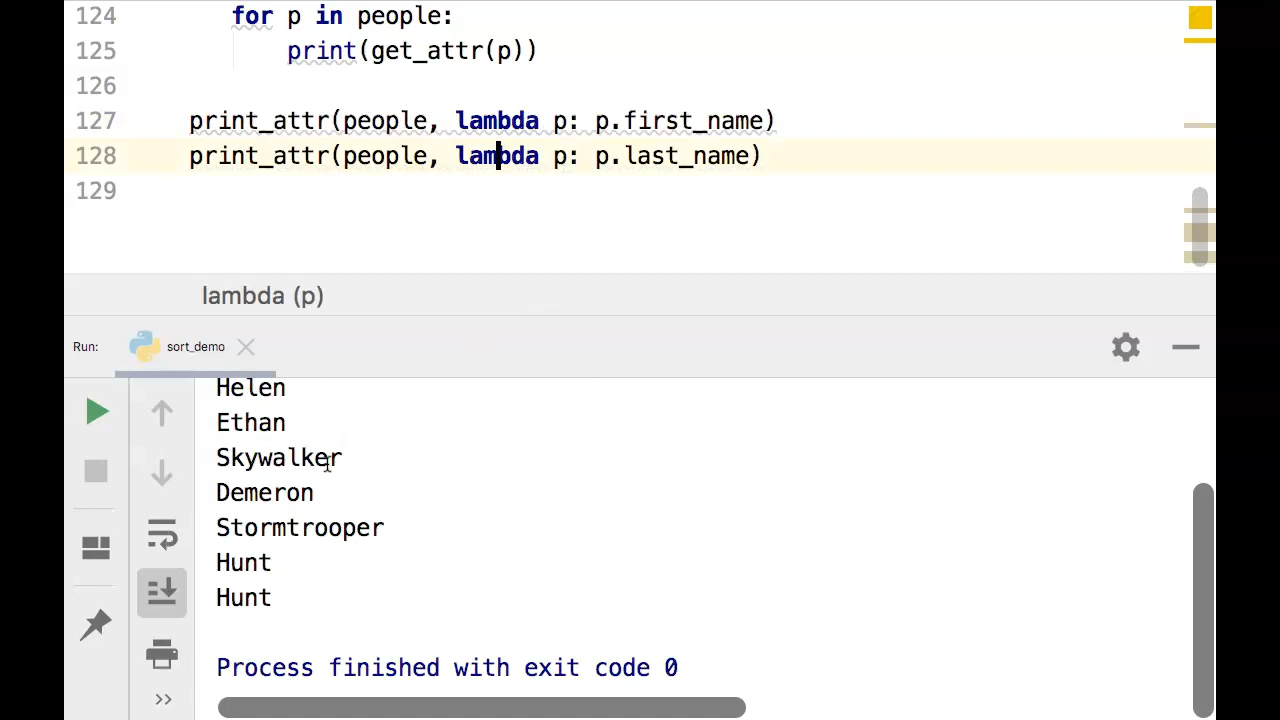 124 for p in people:
125 print(get_attr(p))
126
127 print_attr(people, lambda p: p.first_name)
128 print_attr(people, lambda p: p.last_name)
129
lambda (p)
Run: sort_demo
Helen
Ethan
Skywalker
Demeron
Stormtrooper
Hunt
Hunt
Process finished with exit code 0